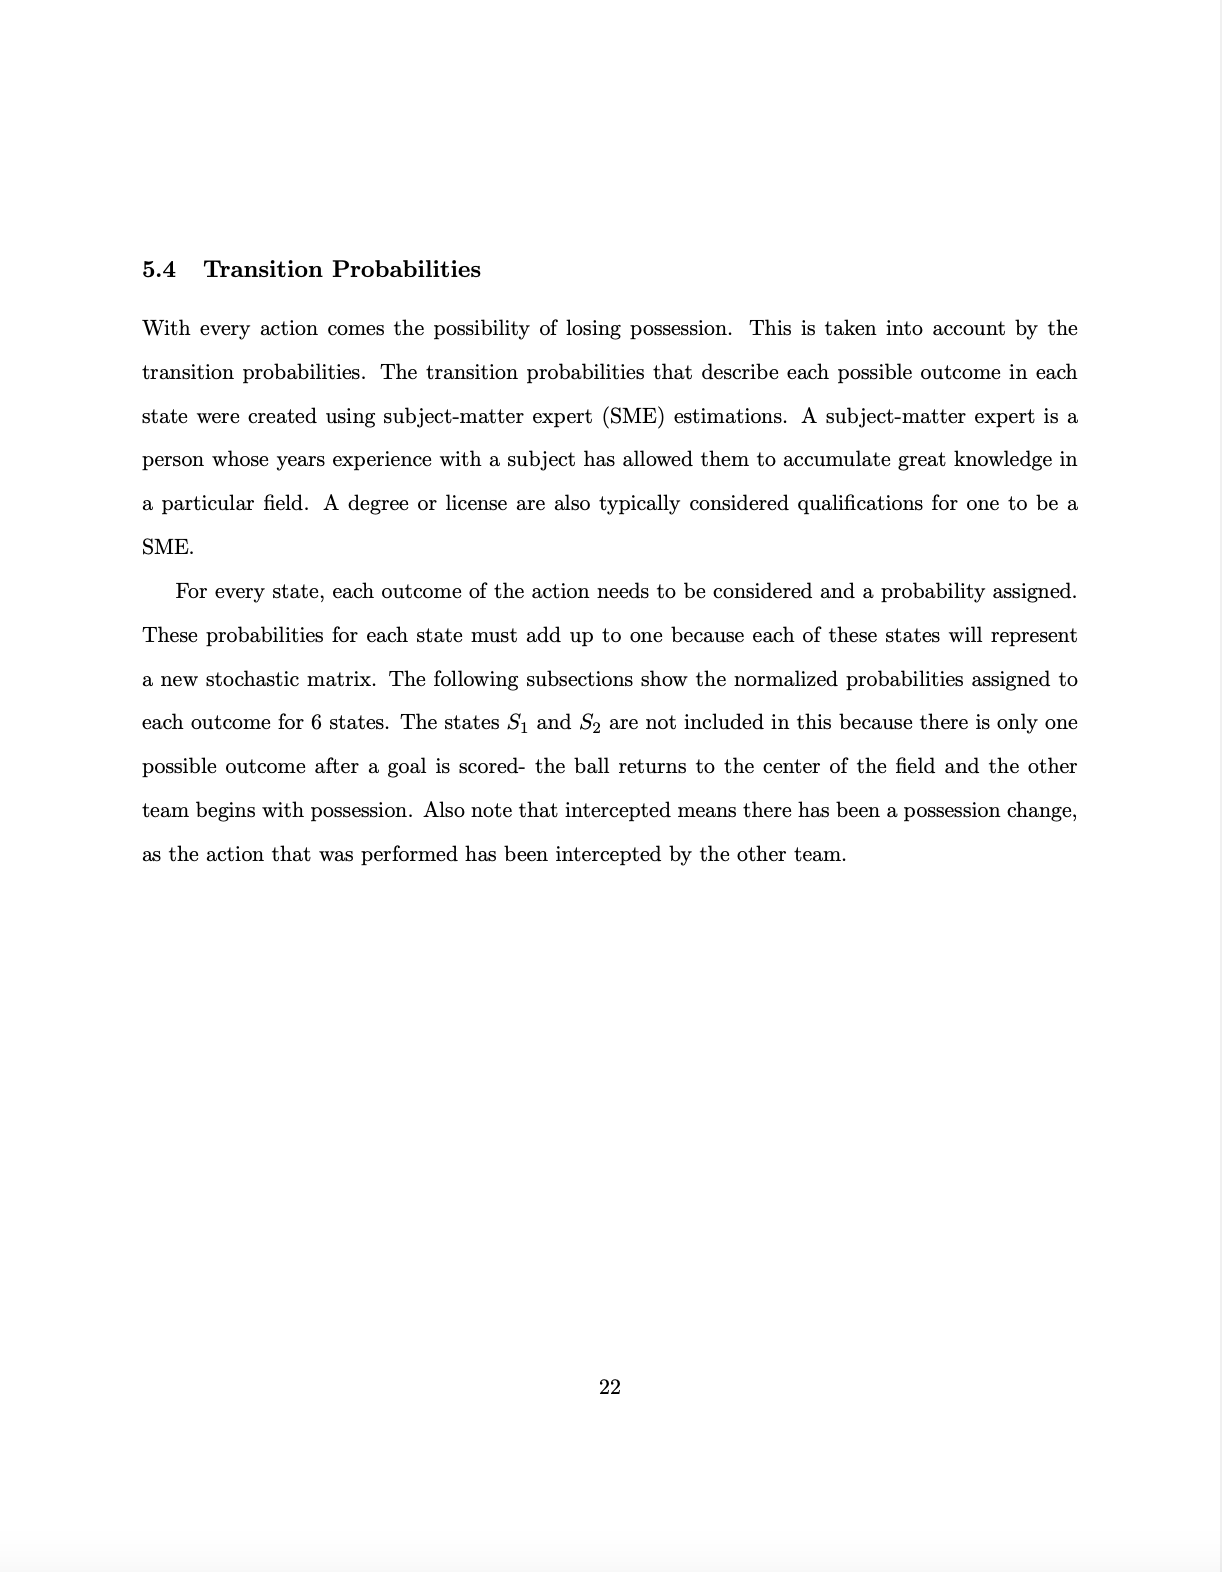 5.4 Transition Probabilities
With every action comes the possibility of losing possession. This is taken into account by the
transition probabilities. The transition probabilities that describe each possible outcome in each
state were created using subject-matter expert (SME) estimations. A subject-matter expert is a
person whose years experience with a subject has allowed them to accumulate great knowledge in
a particular field. A degree or license are also typically considered qualifications for one to be a
SME.
For every state, each outcome of the action needs to be considered and a probability assigned.
These probabilities for each state must add up to one because each of these states will represent
a new stochastic matrix. The following subsections show the normalized probabilities assigned to
each outcome for 6 states. The states S₁ and S₂ are not included in this because there is only one
possible outcome after a goal is scored- the ball returns to the center of the field and the other
team begins with possession. Also note that intercepted means there has been a possession change,
as the action that was performed has been intercepted by the other team.
22